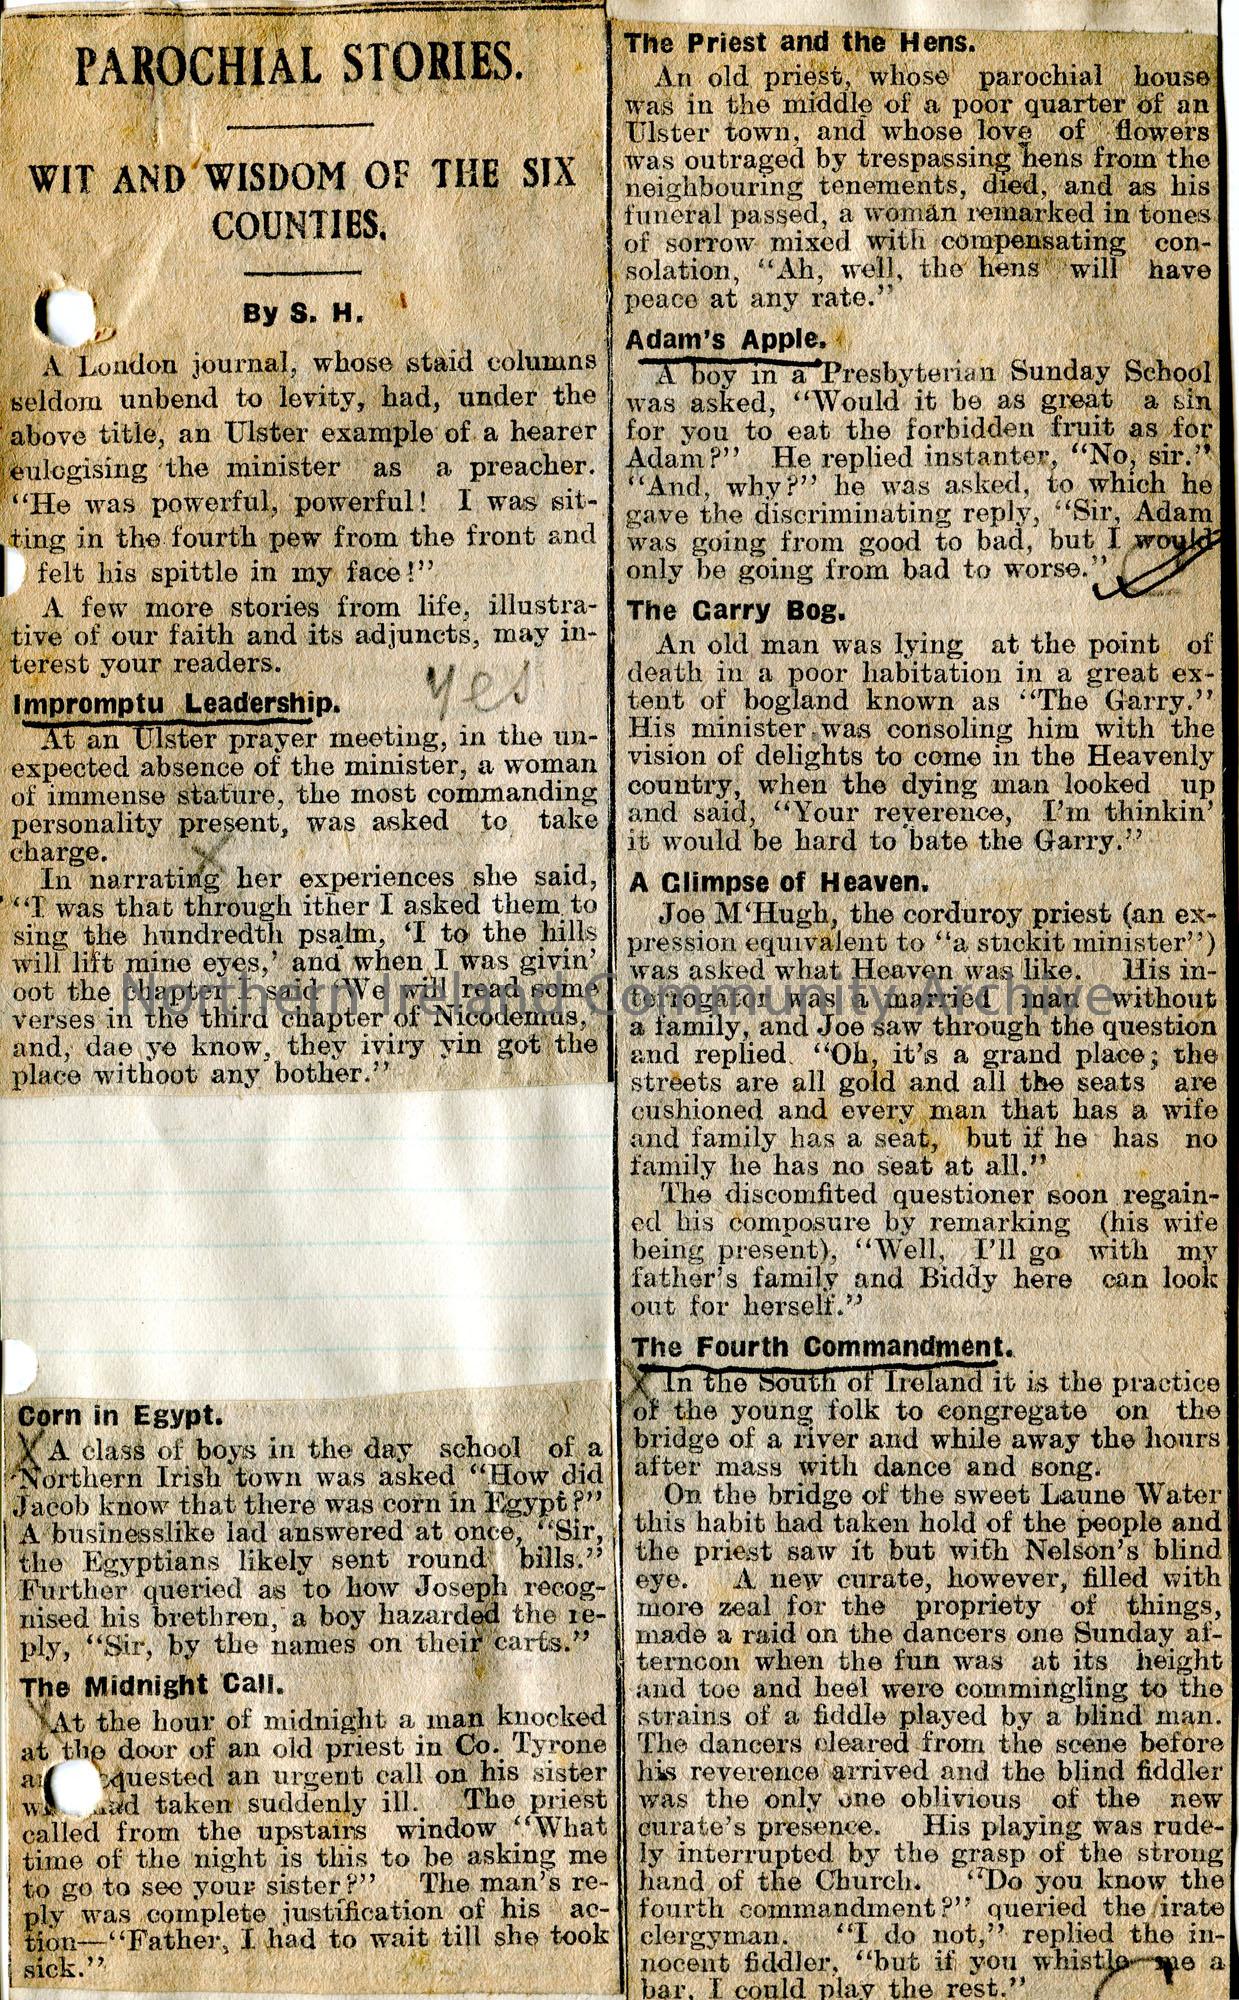 PAROCHIAL STORIES.
WIT AND WISDOM OF THE SIX
COUNTIES.
By S. H.
A London journal, whose staid columns
seldom unbend to levity, had, under the
above title, an Ulster example of a hearer
eulogising the minister as a preacher.
"He was powerful, powerful! I was sit-
ting in the fourth pew from the front and
felt his spittle in my face!"
A few more stories from life, illustra-
tive of our faith and its adjuncts, may in-
terest your readers.
yes
Impromptu Leadership.
At an Ulster prayer meeting, in the un-
expected absence of the minister, a woman
of immense stature, the most commanding
personality present, was asked to take
charge.
In narrating her experiences she said,
"I was that through ither I asked them to
sing the hundredth psalm, 'I to the hills
will lift mine eyes,' and when I was givin'
oot the chapter I said 'We will read some
verses in the third chapter of Nicodemus,'
and, dae ye know, they iviry yin got the
place withoot any bother."
Corn in Egypt.
X A class of boys in the day school of a
Northern Irish town was asked "How did
Jacob know that there was corn in Egypt?"
A businesslike lad answered at once, "Sir,
the Egyptians likely sent round bills."
Further queried as to how Joseph recog-
nised his brethren, a boy hazarded the re-
ply, "Sir, by the names on their carts."
The Midnight Call.
At the hour of midnight a man knocked
at the door of an old priest in Co. Tyrone
quested an urgent call on his sister
had taken suddenly ill. The priest
called from the upstairs window "What
time of the night is this to be asking me
to go to see your sister?" The man's re-
ply was complete justification of his ac-
tion—"Father, I had to wait till she took
sick."
The Priest and the Hens.
An old priest, whose parochial house
was in the middle of a poor quarter of an
Ulster town, and whose love of flowers
was outraged by trespassing hens from the
neighbouring tenements, died, and as his
funeral passed, a woman remarked in tones
of sorrow mixed with compensating con-
solation, "Ah, well, the hens will have
peace at any rate."
Adam's Apple.
A boy in a Presbyterian Sunday School
was asked, "Would it be as great a sin
for you to eat the forbidden fruit as for
Adam?" He replied instanter, "No, sir."
"And, why?" he was asked, to which he
gave the discriminating reply, "Sir, Adam
was going from good to bad, but I would
only be going from bad to worse."
The Garry Bog.
An old man was lying at the point of
death in a poor habitation in a great ex-
tent of bogland known as "The Garry."
His minister was consoling him with the
vision of delights to come in the Heavenly
country, when the dying man looked up
and said, "Your reverence, I'm thinkin'
it would be hard to bate the Garry."
A Glimpse of Heaven.
Joe M'Hugh, the corduroy priest (an ex-
pression equivalent to "a stickit minister")
was asked what Heaven was like. His in-
terrogator was a married man without
a family, and Joe saw through the question
and replied. "Oh, it's a grand place; the
streets are all gold and all the seats are
cushioned and every man that has a wife
and family has a seat, but if he has no
family he has no seat at all."
The discomfited questioner soon regain-
ed his composure by remarking (his wife
being present), "Well, I'll go with my
father's family and Biddy here can look
out for herself."
The Fourth Commandment.
X In the South of Ireland it is the practice
of the young folk to congregate on the
bridge of a river and while away the hours
after mass with dance and song.
On the bridge of the sweet Laune Water
this habit had taken hold of the people and
the priest saw it but with Nelson's blind
eye. A new curate, however, filled with
more zeal for the propriety of things,
made a raid on the dancers one Sunday af-
ternoon when the fun was at its height
and toe and heel were commingling to the
strains of a fiddle played by a blind man.
The dancers cleared from the scene before
his reverence arrived and the blind fiddler
was the only one oblivious of the new
curate's presence. His playing was rude-
ly interrupted by the grasp of the strong
hand of the Church. "Do you know the
fourth commandment?" queried the irate
clergyman. "I do not," replied the in-
nocent fiddler, "but if you whistle me a
bar, I could play the rest."
Northern Ireland Community Archive